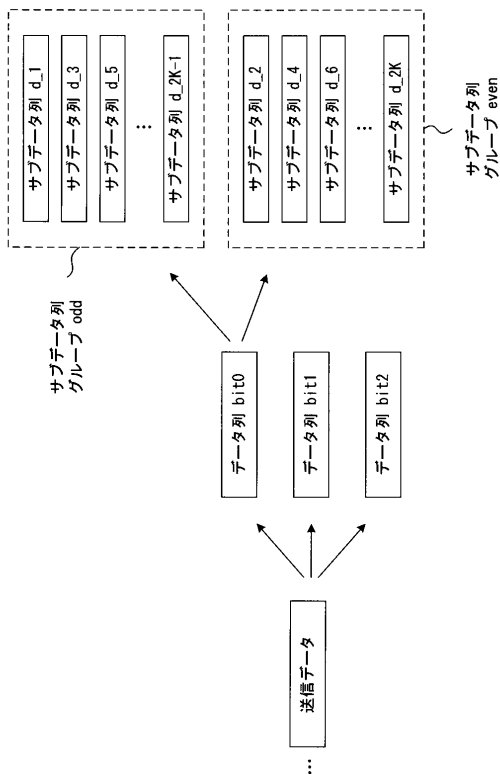 …
送信データ
データ列 bit0
データ列 bit1
データ列 bit2
サブデータ列
グループ odd
サブデータ列 d_1
サブデータ列 d_3
サブデータ列 d_5
…
サブデータ列 d_2K-1
サブデータ列 d_2
サブデータ列 d_4
サブデータ列 d_6
…
サブデータ列 d_2K
サブデータ列
グループ even